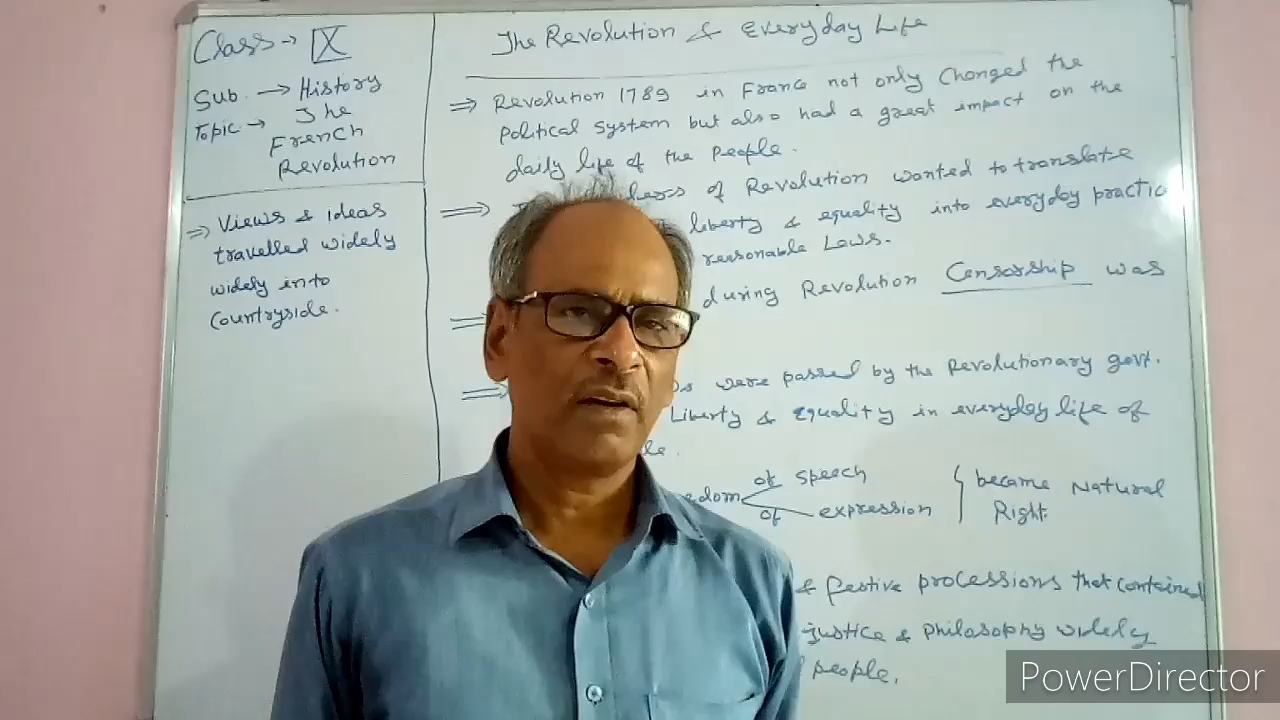 Class → X
Sub. → History
Topic → The
French
Revolution
⇒ Views & ideas
travelled widely
widely into
Countryside.
The Revolution & Everyday Life
⇒ Revolution 1789 in France not only changed the
political system but also had a great impact on the
daily life of the people.
⇒ of Revolution wanted to translate
liberty & equality into everyday practic
reasonable Laws.
⇒ during Revolution Censorship was
⇒ were passed by the Revolutionary govt.
Liberty & equality in everyday life of
of speech
of expression
became Natural
Right
& festive processions that contained
justice & philosophy widely
people.
PowerDirector